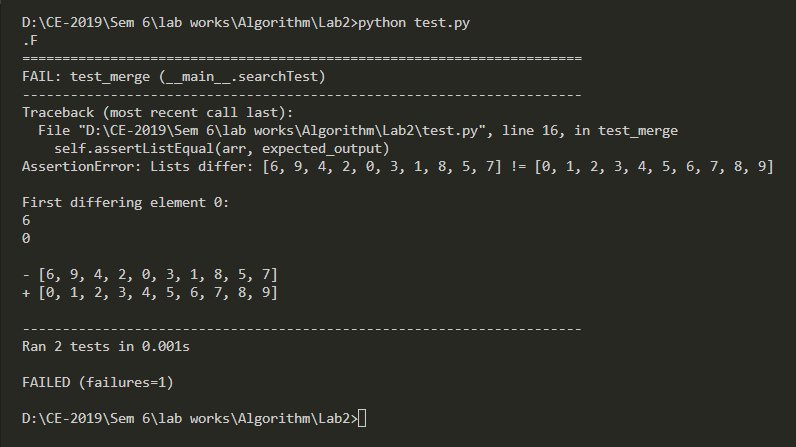 D:\CE-2019\Sem 6\lab works\Algorithm\Lab2>python test.py
.F
======================================================================
FAIL: test_merge (__main__.searchTest)
----------------------------------------------------------------------
Traceback (most recent call last):
  File "D:\CE-2019\Sem 6\lab works\Algorithm\Lab2\test.py", line 16, in test_merge
    self.assertListEqual(arr, expected_output)
AssertionError: Lists differ: [6, 9, 4, 2, 0, 3, 1, 8, 5, 7] != [0, 1, 2, 3, 4, 5, 6, 7, 8, 9]
First differing element 0:
6
0
- [6, 9, 4, 2, 0, 3, 1, 8, 5, 7]
+ [0, 1, 2, 3, 4, 5, 6, 7, 8, 9]
----------------------------------------------------------------------
Ran 2 tests in 0.001s
FAILED (failures=1)
D:\CE-2019\Sem 6\lab works\Algorithm\Lab2>